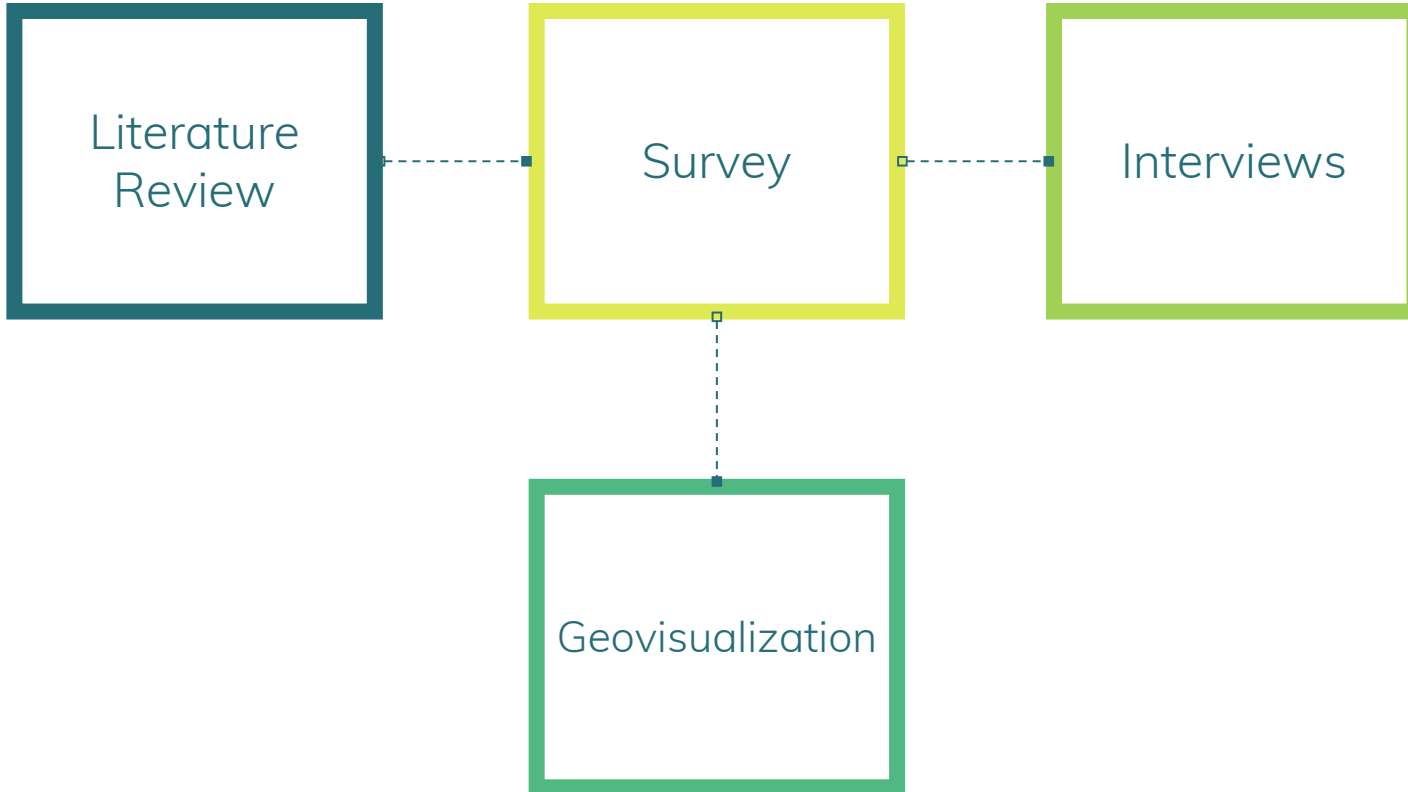 Literature
Review
Survey
Interviews
Geovisualization